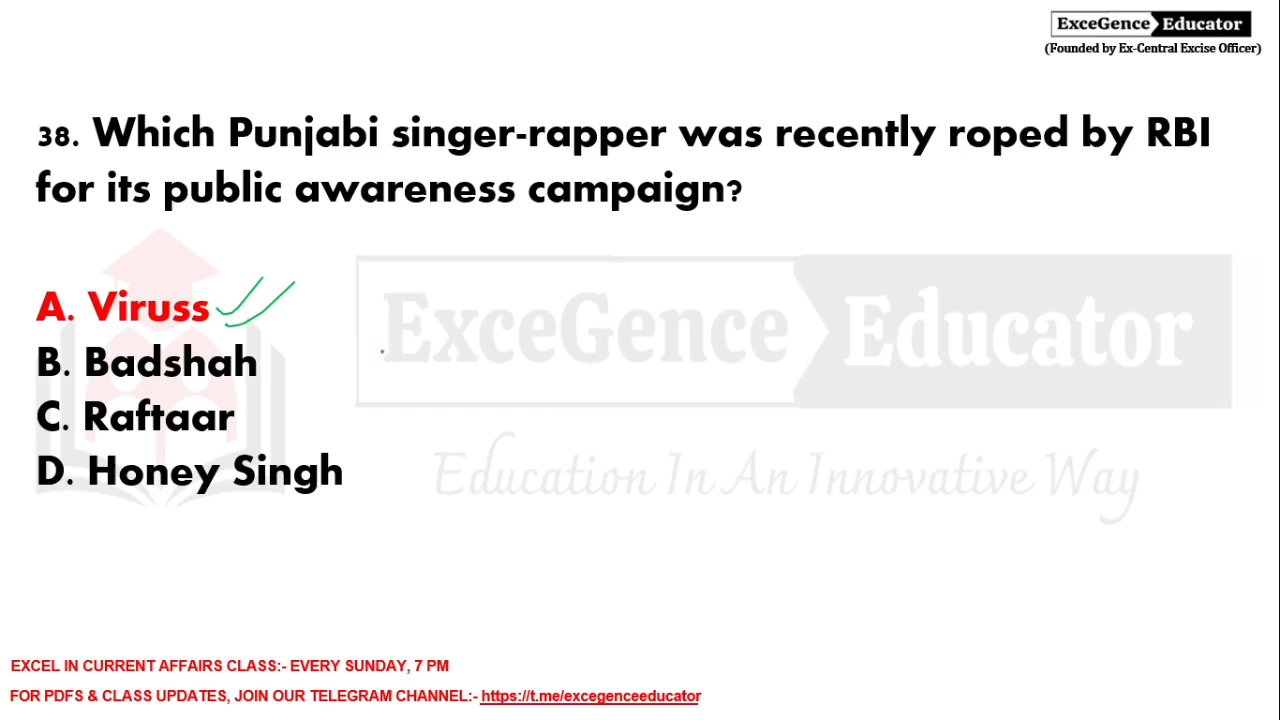 ExceGence Educator
(Founded by Ex-Central Excise Officer)
38. Which Punjabi singer-rapper was recently roped by RBI
for its public awareness campaign?
A. Viruss
B. Badshah
C. Raftaar
D. Honey Singh
ExceGence Educator
Education In An Innovative Way
EXCEL IN CURRENT AFFAIRS CLASS:- EVERY SUNDAY, 7 PM
FOR PDFS & CLASS UPDATES, JOIN OUR TELEGRAM CHANNEL:- https://t.me/excegenceeducator